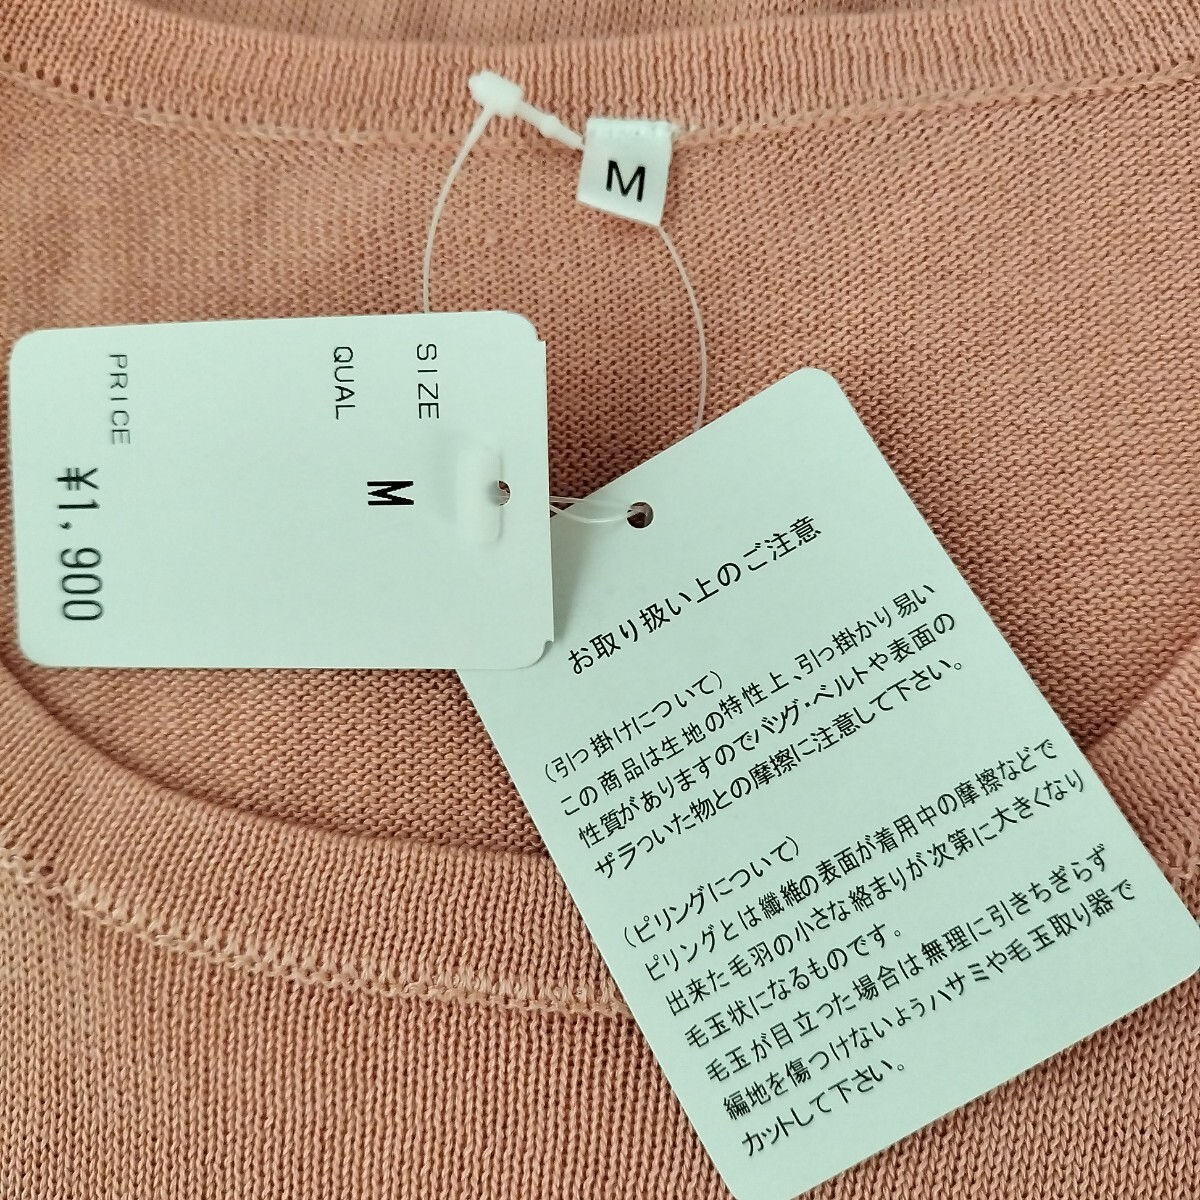 M
SIZE M
QUAL
PRICE ¥1,900
お取り扱い上のご注意
(引っ掛けについて)
この商品は生地の特性上、引っ掛かり易い
性質がありますのでバッグ・ベルトや表面の
ザラついた物との摩擦に注意して下さい。
(ピリングについて)
ピリングとは繊維の表面が着用中の摩擦などで
出来た毛羽の小さな絡まりが次第に大きくなり
毛玉状になるものです。
毛玉が目立つた場合は無理に引きちぎらず
編地を傷つけないようハサミや毛玉取り器で
カットして下さい。